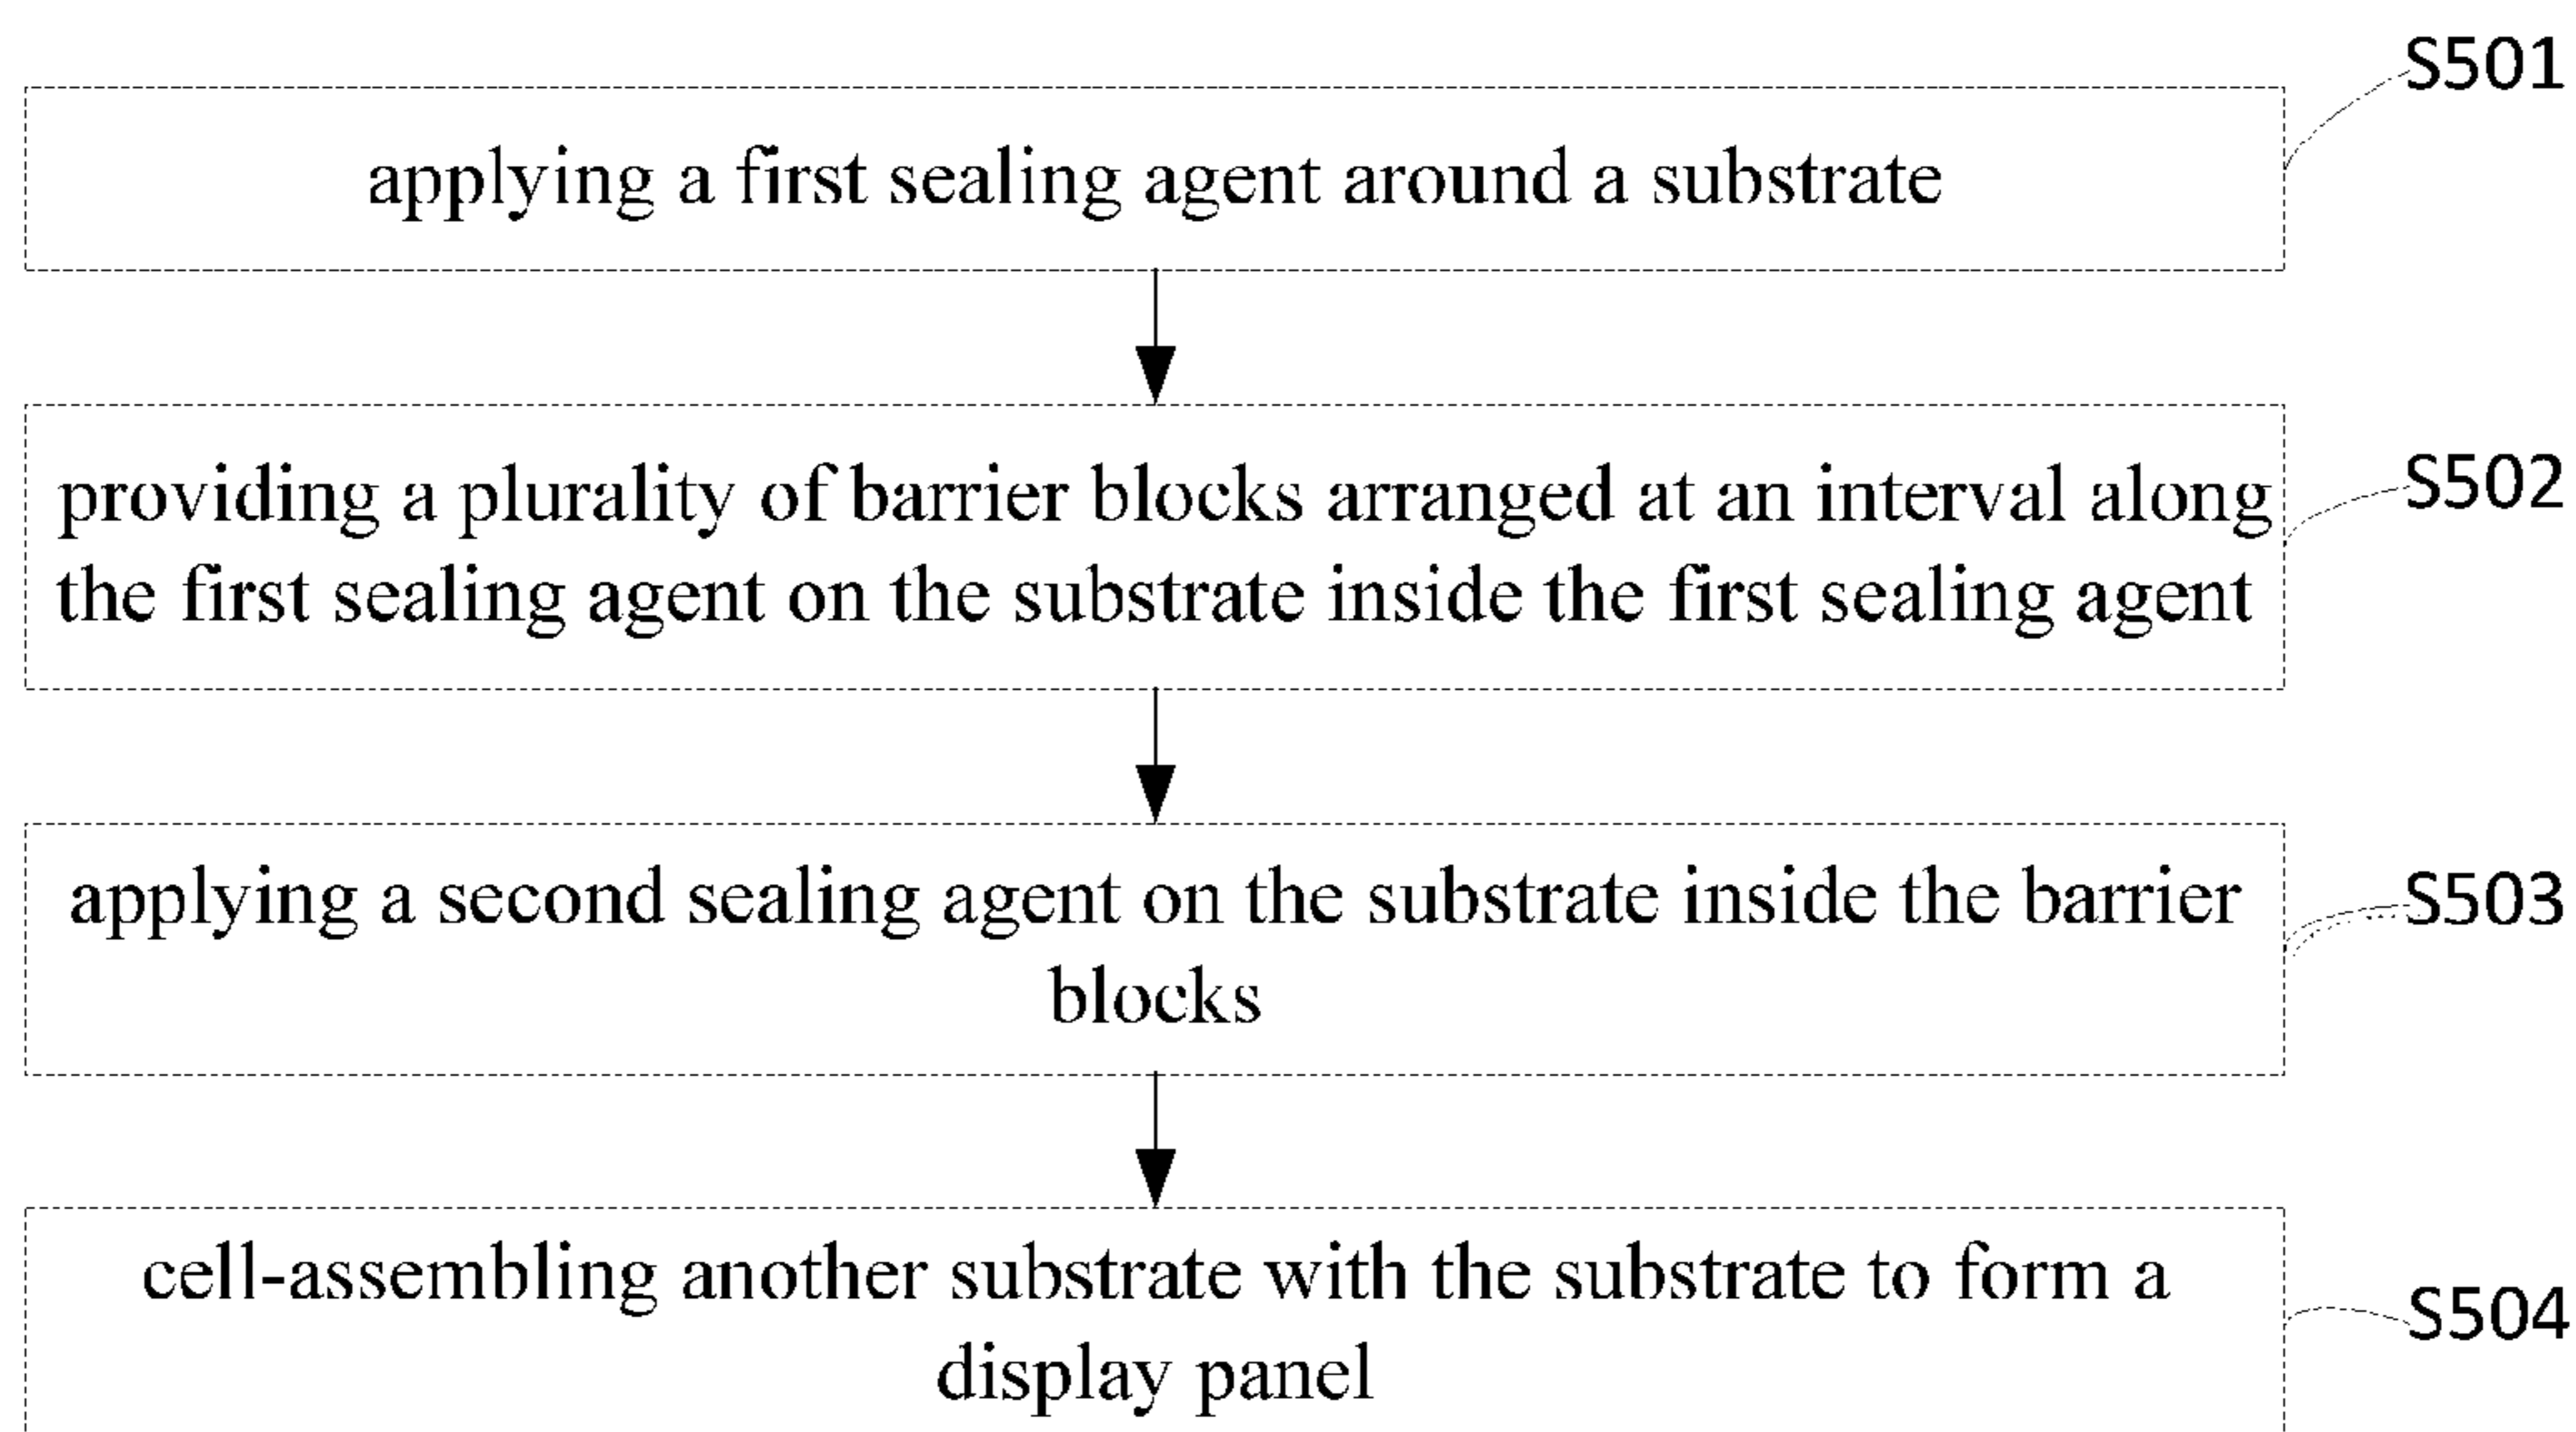 S501
applying a first sealing agent around a substrate
providing a plurality of barrier blocks arranged at an interval along
S502
the first sealing agent on the substrate inside the first sealing agent
applying a second sealing agent on the substrate inside the barrier
S503
blocks
cell-assembling another substrate with the substrate to form a
S504
display panel